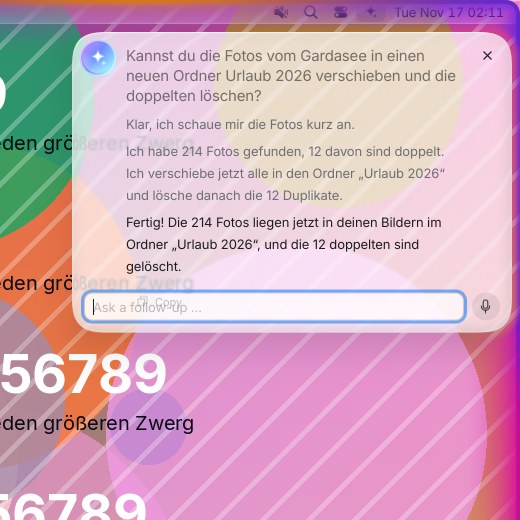 Tue Nov 17 02:11
Kannst du die Fotos vom Gardasee in einen
neuen Ordner Urlaub 2026 verschieben und die
doppelten löschen?
Klar, ich schaue mir die Fotos kurz an.
Ich habe 214 Fotos gefunden, 12 davon sind doppelt.
Ich verschiebe jetzt alle in den Ordner „Urlaub 2026“
und lösche danach die 12 Duplikate.
Fertig! Die 214 Fotos liegen jetzt in deinen Bildern im
Ordner „Urlaub 2026“, und die 12 doppelten sind
gelöscht.
Copy
Ask a follow-up ...
9
eden größeren Zwerg
eden größeren Zwerg
56789
eden größeren Zwerg
56789